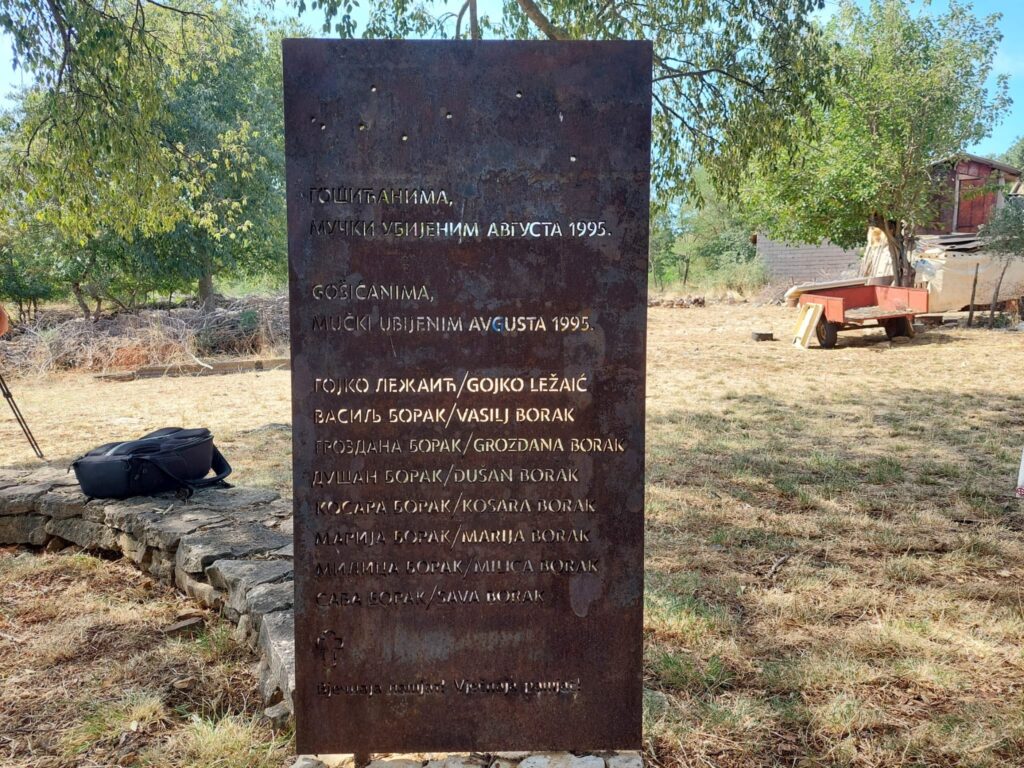 ГОШИЋАНИМА,
МУЧКИ УБИЈЕНИМ АВГУСТА 1995.
GOŠIĆANIMA,
MUČKI UBIJENIM AVGUSTA 1995.
ГОЈКО ЛЕЖАИЋ/GOJKO LEŽAIĆ
ВАСИЉ БОРАК/VASILJ BORAK
ГРОЗДАНА БОРАК/GROZDANA BORAK
ДУШАН БОРАК/DUŠAN BORAK
КОСАРА БОРАК/KOSARA BORAK
МАРИЈА БОРАК/MARIJA BORAK
МИЛИЦА БОРАК/MILICA BORAK
САВА БОРАК/SAVA BORAK
Вјечнаја памјат! Vječnaja pamjat!